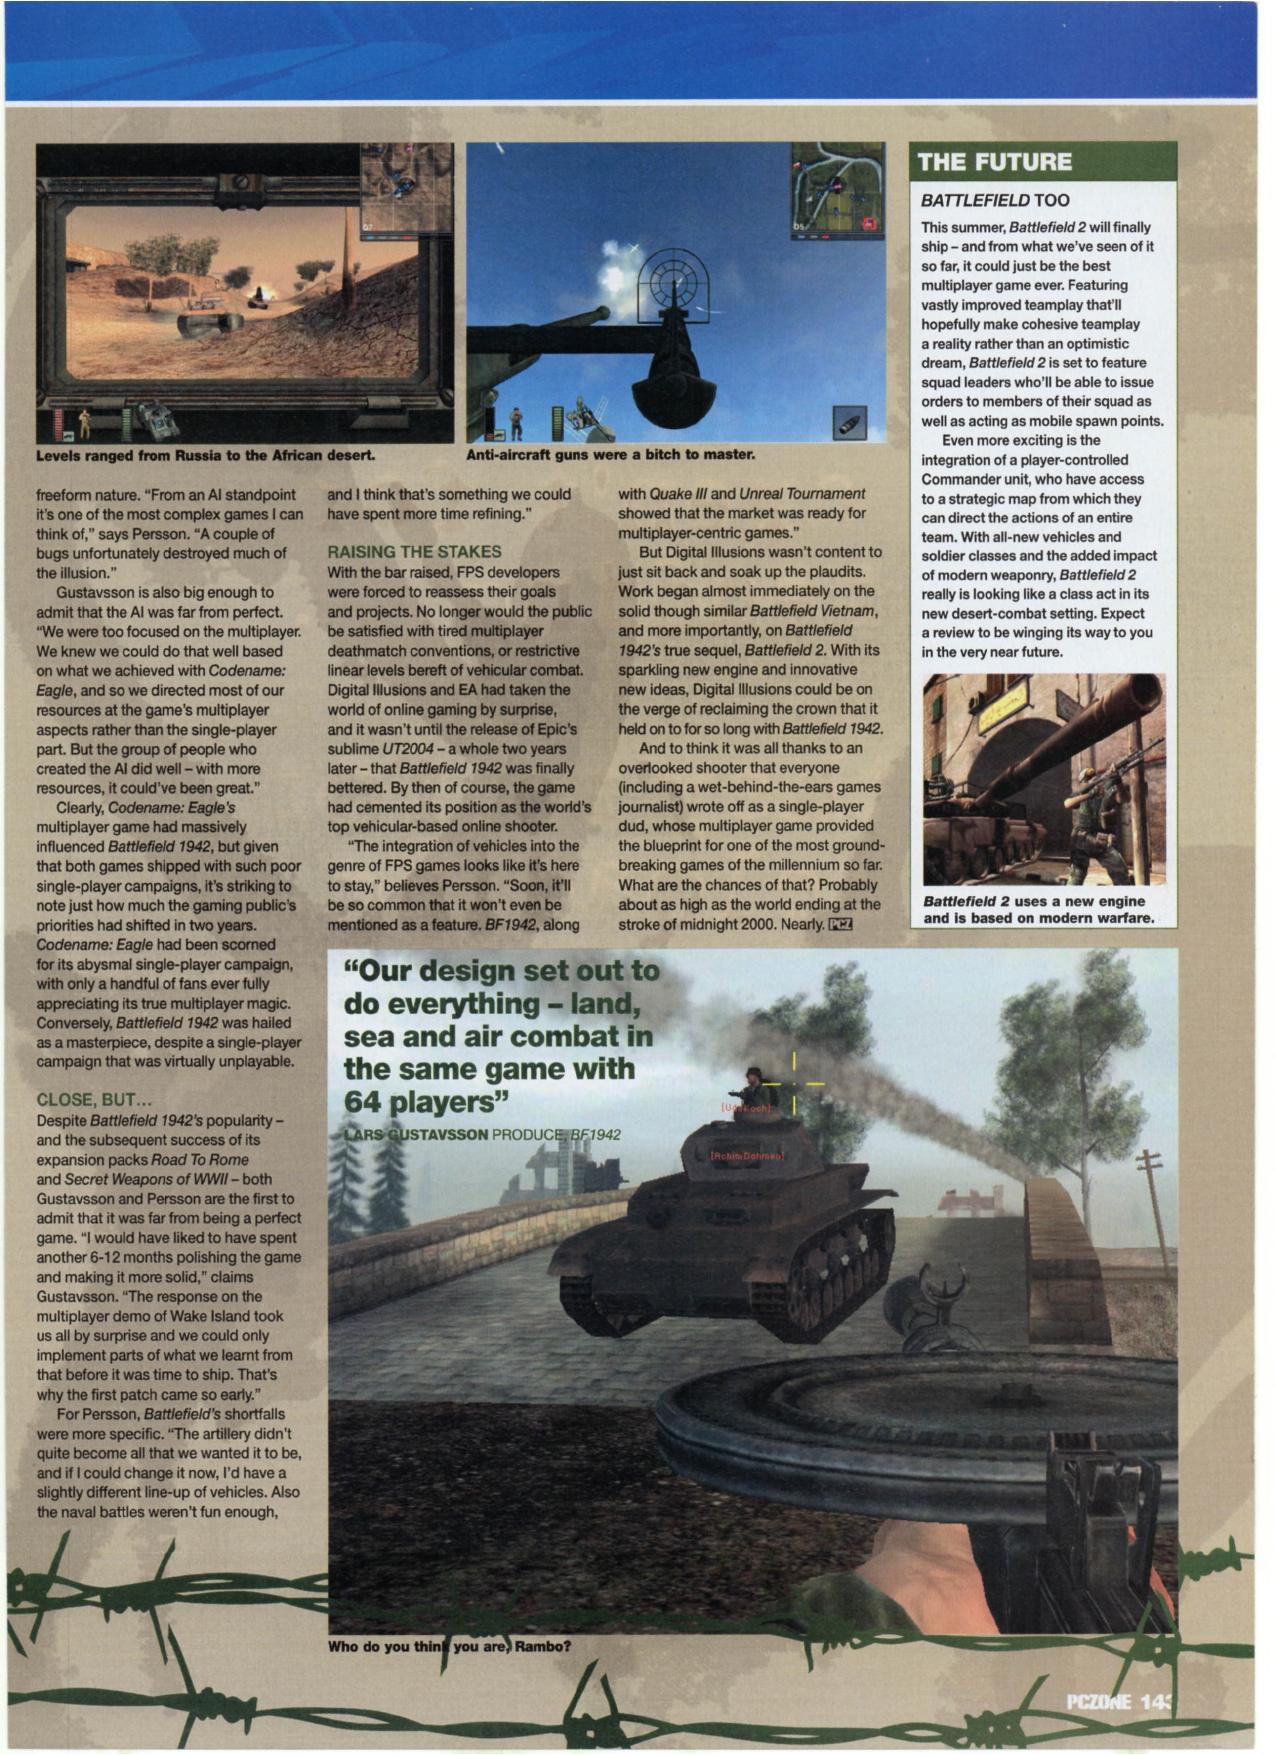 Levels ranged from Russia to the African desert.
Anti-aircraft guns were a bitch to master.
freeform nature. “From an AI standpoint
it’s one of the most complex games I can
think of,” says Persson. “A couple of
bugs unfortunately destroyed much of
the illusion.”
Gustavsson is also big enough to
admit that the AI was far from perfect.
“We were too focused on the multiplayer.
We knew we could do that well based
on what we achieved with Codename:
Eagle, and so we directed most of our
resources at the game’s multiplayer
aspects rather than the single-player
part. But the group of people who
created the AI did well – with more
resources, it could’ve been great.”
Clearly, Codename: Eagle’s
multiplayer game had massively
influenced Battlefield 1942, but given
that both games shipped with such poor
single-player campaigns, it’s striking to
note just how much the gaming public’s
priorities had shifted in two years.
Codename: Eagle had been scorned
for its abysmal single-player campaign,
with only a handful of fans ever fully
appreciating its true multiplayer magic.
Conversely, Battlefield 1942 was hailed
as a masterpiece, despite a single-player
campaign that was virtually unplayable.
CLOSE, BUT...
Despite Battlefield 1942’s popularity –
and the subsequent success of its
expansion packs Road To Rome
and Secret Weapons of WWII – both
Gustavsson and Persson are the first to
admit that it was far from being a perfect
game. “I would have liked to have spent
another 6-12 months polishing the game
and making it more solid,” claims
Gustavsson. “The response on the
multiplayer demo of Wake Island took
us all by surprise and we could only
implement parts of what we learnt from
that before it was time to ship. That’s
why the first patch came so early.”
For Persson, Battlefield’s shortfalls
were more specific. “The artillery didn’t
quite become all that we wanted it to be,
and if I could change it now, I’d have a
slightly different line-up of vehicles. Also
the naval battles weren’t fun enough,
and I think that’s something we could
have spent more time refining.”
RAISING THE STAKES
With the bar raised, FPS developers
were forced to reassess their goals
and projects. No longer would the public
be satisfied with tired multiplayer
deathmatch conventions, or restrictive
linear levels bereft of vehicular combat.
Digital Illusions and EA had taken the
world of online gaming by surprise,
and it wasn’t until the release of Epic’s
sublime UT2004 – a whole two years
later – that Battlefield 1942 was finally
bettered. By then of course, the game
had cemented its position as the world’s
top vehicular-based online shooter.
“The integration of vehicles into the
genre of FPS games looks like it’s here
to stay,” believes Persson. “Soon, it’ll
be so common that it won’t even be
mentioned as a feature. BF1942, along
with Quake III and Unreal Tournament
showed that the market was ready for
multiplayer-centric games.”
But Digital Illusions wasn’t content to
just sit back and soak up the plaudits.
Work began almost immediately on the
solid though similar Battlefield Vietnam,
and more importantly, on Battlefield
1942’s true sequel, Battlefield 2. With its
sparkling new engine and innovative
new ideas, Digital Illusions could be on
the verge of reclaiming the crown that it
held on to for so long with Battlefield 1942.
And to think it was all thanks to an
overlooked shooter that everyone
(including a wet-behind-the-ears games
journalist) wrote off as a single-player
dud, whose multiplayer game provided
the blueprint for one of the most ground-
breaking games of the millennium so far.
What are the chances of that? Probably
about as high as the world ending at the
stroke of midnight 2000. Nearly. PCZ
THE FUTURE
BATTLEFIELD TOO
This summer, Battlefield 2 will finally
ship – and from what we’ve seen of it
so far, it could just be the best
multiplayer game ever. Featuring
vastly improved teamplay that’ll
hopefully make cohesive teamplay
a reality rather than an optimistic
dream, Battlefield 2 is set to feature
squad leaders who’ll be able to issue
orders to members of their squad as
well as acting as mobile spawn points.
Even more exciting is the
integration of a player-controlled
Commander unit, who have access
to a strategic map from which they
can direct the actions of an entire
team. With all-new vehicles and
soldier classes and the added impact
of modern weaponry, Battlefield 2
really is looking like a class act in its
new desert-combat setting. Expect
a review to be winging its way to you
in the very near future.
Battlefield 2 uses a new engine
and is based on modern warfare.
“Our design set out to
do everything – land,
sea and air combat in
the same game with
64 players”
LARS GUSTAVSSON PRODUCE, BF1942
[AchimDahmen]
Who do you think you are, Rambo?
PCZONE 143